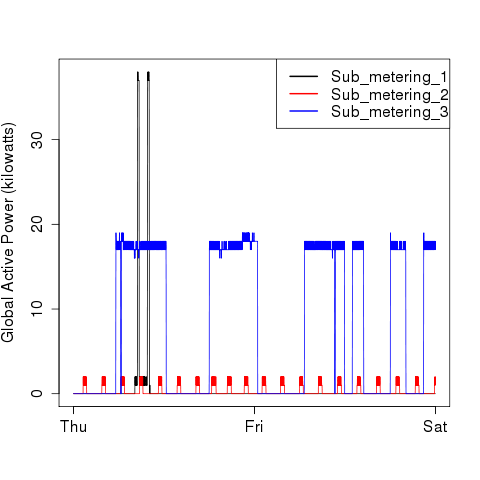 Sub_metering_1
Sub_metering_2
Sub_metering_3
Global Active Power (kilowatts)
30
20
10
0
Thu Fri Sat